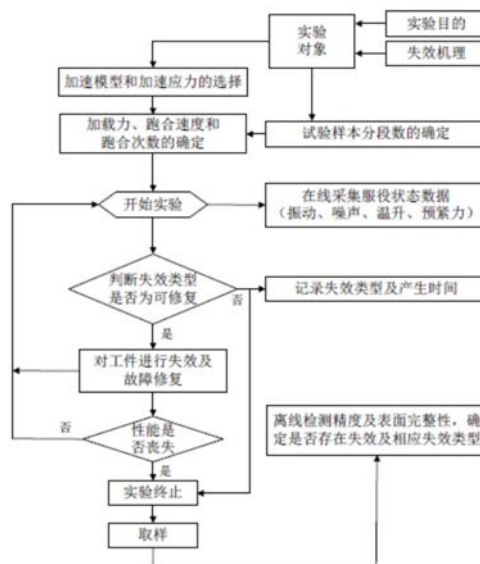 实验目的
实验
对象
失效机理
加速模型和加速应力的选择
加载力、跑合速度和
跑合次数的确定
试验样本分段数的确定
开始实验
在线采集服役状态数据
（振动、噪声、温升、预紧力）
判断失效类型
是否为可修复
否
记录失效类型及产生时间
是
对工件进行失效及
故障修复
否
性能是
否丧失
离线检测精度及表面完整性，确
定是否存在失效及相应失效类型
是
实验终止
取样